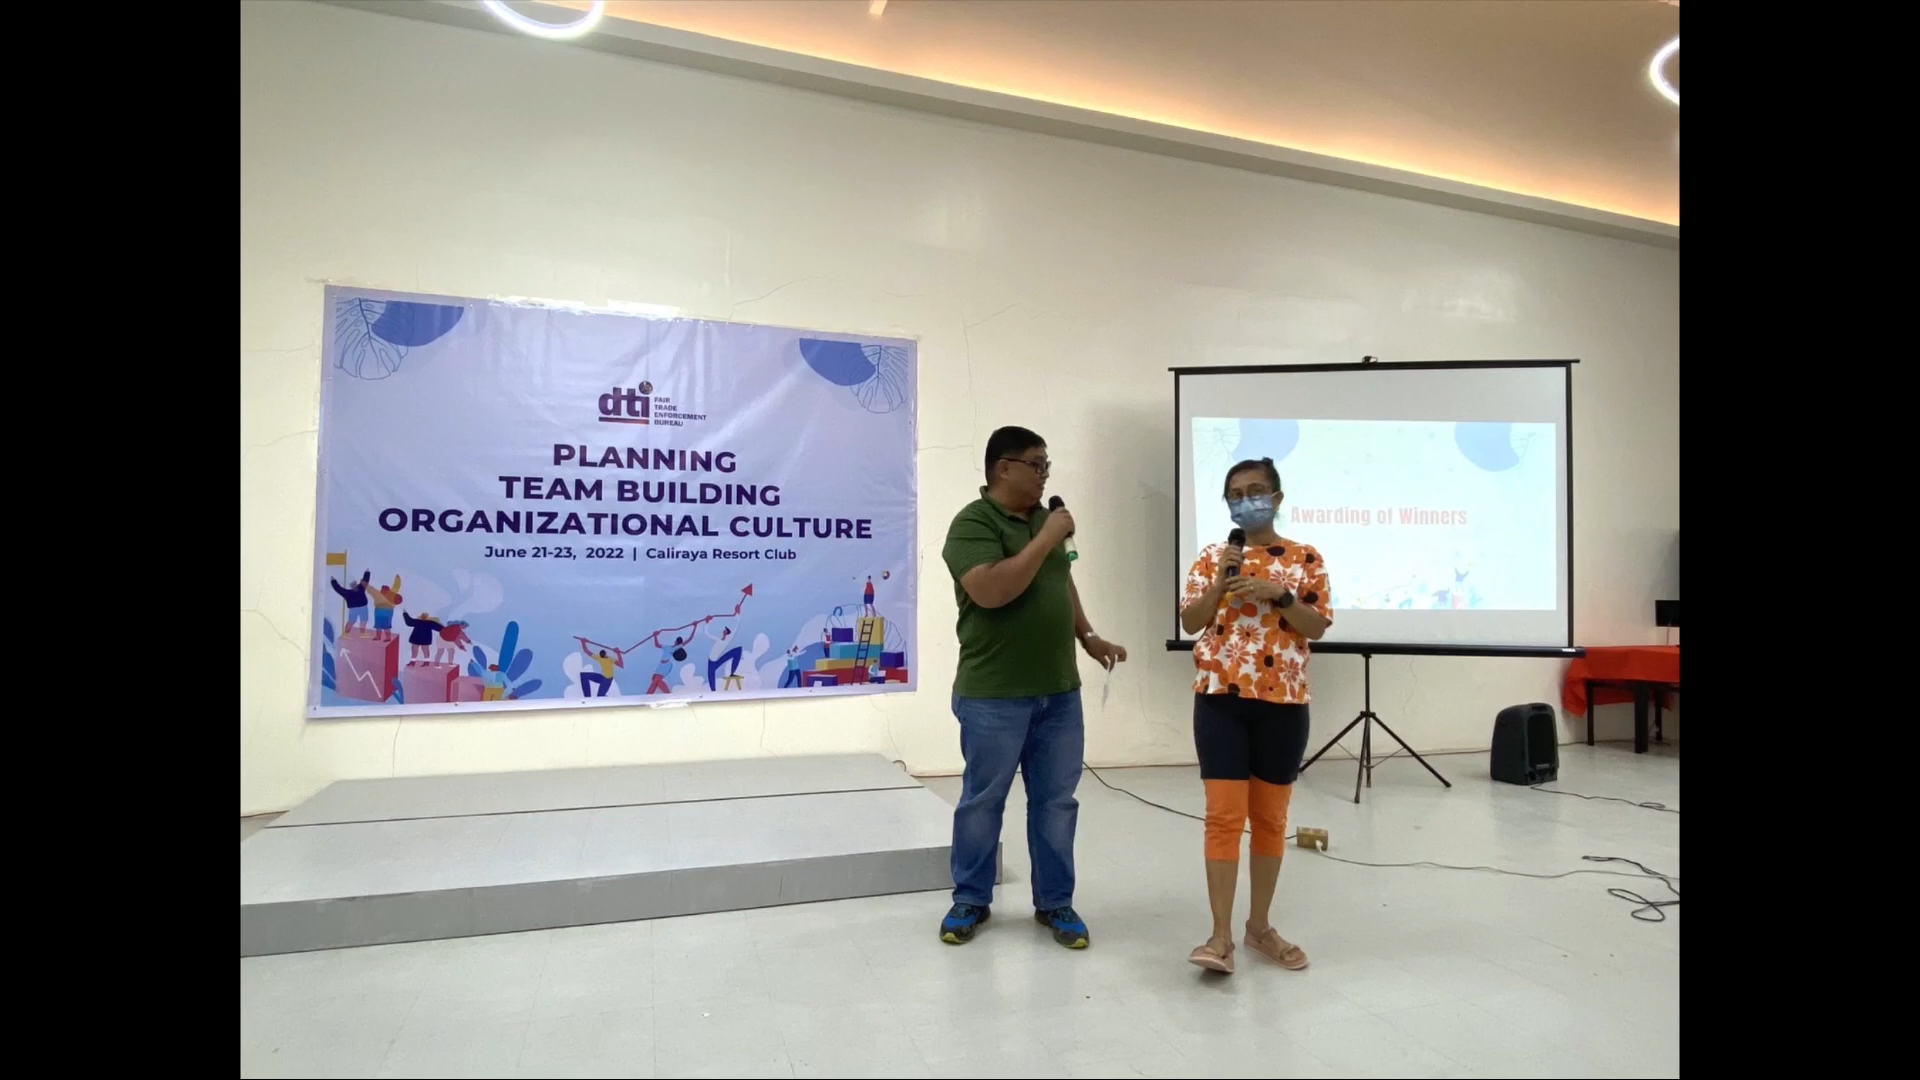 dti
FAIR
TRADE
ENFORCEMENT
BUREAU
PLANNING
TEAM BUILDING
ORGANIZATIONAL CULTURE
June 21-23, 2022 | Caliraya Resort Club
Awarding of Winners